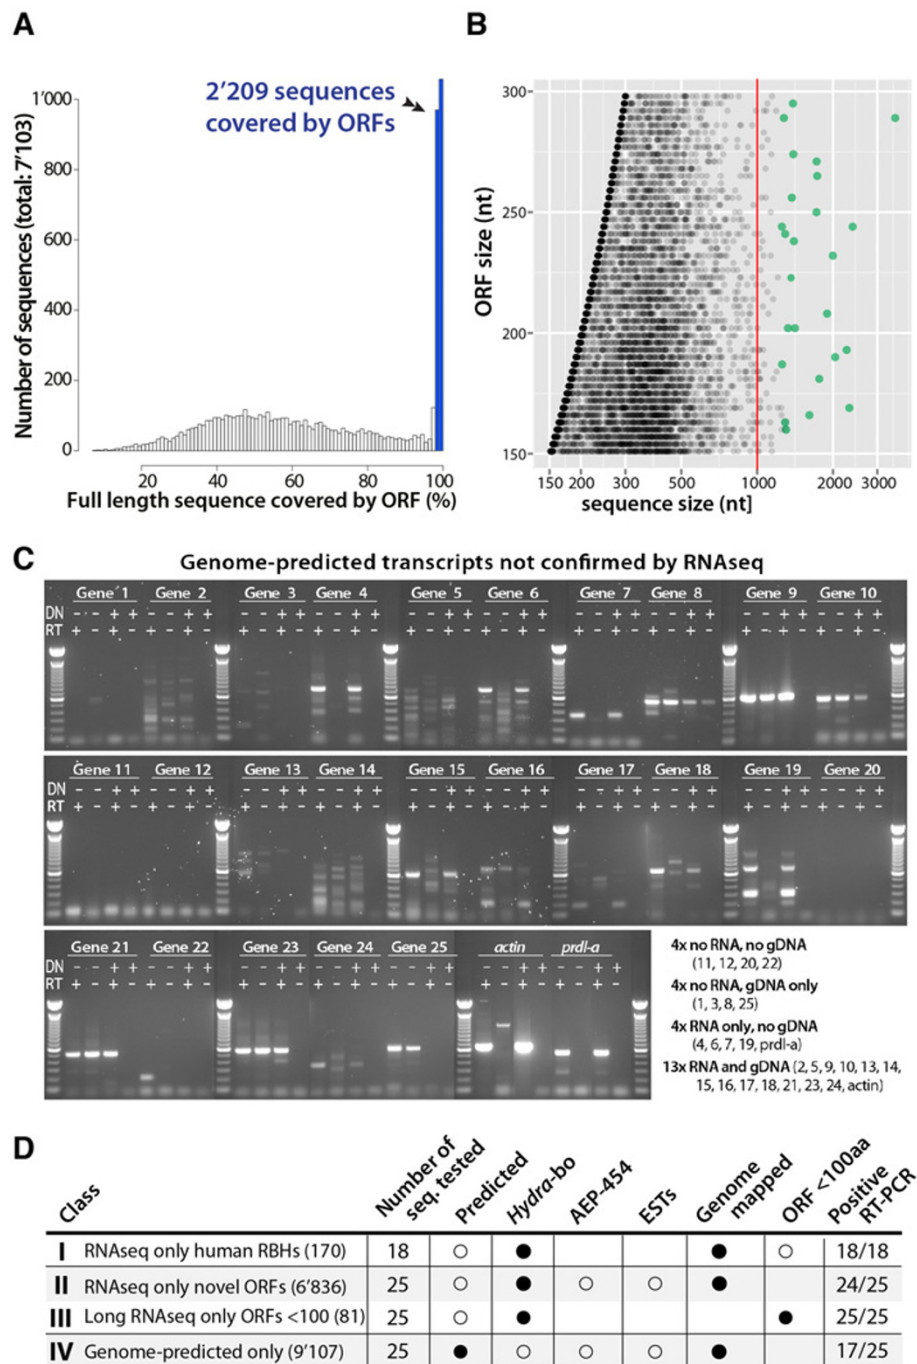 A
B
2'209 sequences
covered by ORFs
Number of sequences (total: 7'103)
1'000
800
600
400
200
0
20 40 60 80 100
Full length sequence covered by ORF (%)
ORF size (nt)
300
250
200
150
150 200 300 500 1000 2000 3000
sequence size (nt]
C
Genome-predicted transcripts not confirmed by RNAseq
Gene 1 Gene 2 Gene 3 Gene 4 Gene 5 Gene 6 Gene 7 Gene 8 Gene 9 Gene 10
DN - - + + - - + + - - + + - - + + - - + + - - + + - - + + - - + + - - + + - - + +
RT + - + - + - + - + - + - + - + - + - + - + - + - + - + - + - + - + - + - + - + -
Gene 11 Gene 12 Gene 13 Gene 14 Gene 15 Gene 16 Gene 17 Gene 18 Gene 19 Gene 20
DN - - + + - - + + - - + + - - + + - - + + - - + + - - + + - - + + - - + + - - + +
RT + - + - + - + - + - + - + - + - + - + - + - + - + - + - + - + - + - + - + - + -
Gene 21 Gene 22 Gene 23 Gene 24 Gene 25 actin prdl-a
DN - - + + - - + + - - + + - - + + - - + + - - + + - - + +
RT + - + - + - + - + - + - + - + - + - + - + - + - + - + -
4x no RNA, no gDNA
(11, 12, 20, 22)
4x no RNA, gDNA only
(1, 3, 8, 25)
4x RNA only, no gDNA
(4, 6, 7, 19, prdl-a)
13x RNA and gDNA (2, 5, 9, 10, 13, 14,
15, 16, 17, 18, 21, 23, 24, actin)
D
Class
Number of
seq. tested
Predicted
Hydra-bo
AEP-454
ESTs
Genome
mapped
ORF <100aa
Positive
RT-PCR
I RNAseq only human RBHs (170) 18 ○ ● ● ○ 18/18
II RNAseq only novel ORFs (6'836) 25 ○ ● ○ ○ ● 24/25
III Long RNAseq only ORFs <100 (81) 25 ○ ● ● 25/25
IV Genome-predicted only (9'107) 25 ● ○ ○ ○ ● 17/25